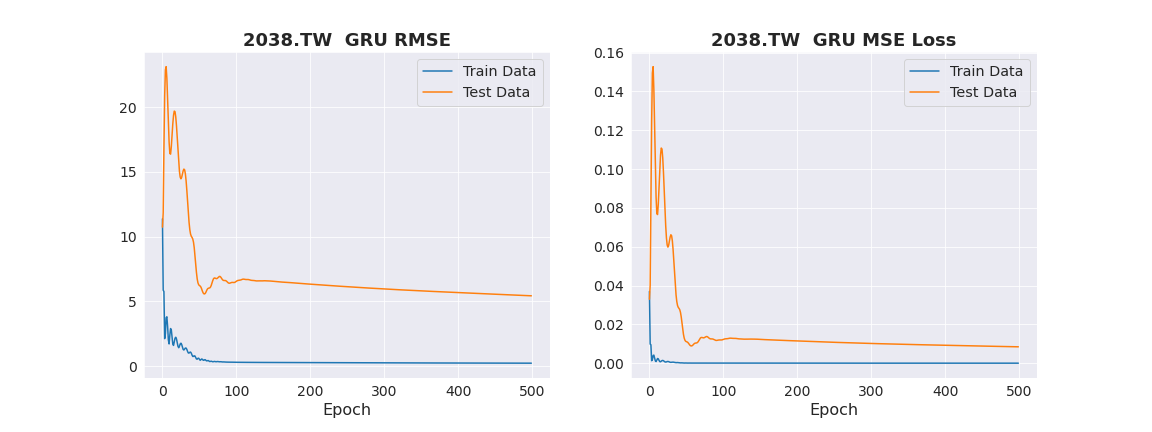 2038.TW  GRU RMSE
Train Data
Test Data
20
15
10
5
0
0 100 200 300 400 500
Epoch
2038.TW  GRU MSE Loss
Train Data
Test Data
0.16
0.14
0.12
0.10
0.08
0.06
0.04
0.02
0.00
0 100 200 300 400 500
Epoch